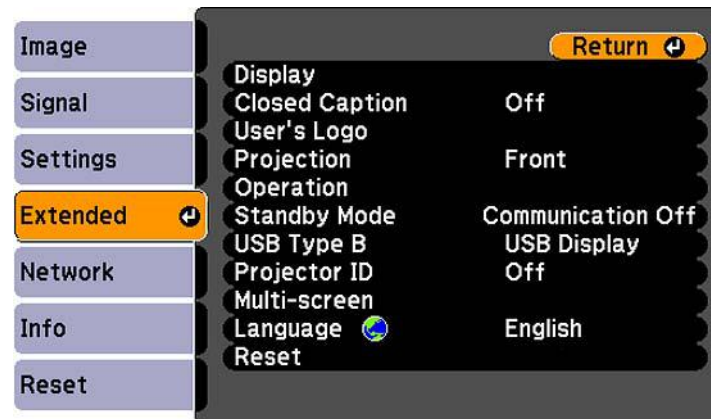 Image
Signal
Settings
Extended
Network
Info
Reset
Return
Display
Closed Caption Off
User's Logo
Projection Front
Operation
Standby Mode Communication Off
USB Type B USB Display
Projector ID Off
Multi-screen
Language English
Reset